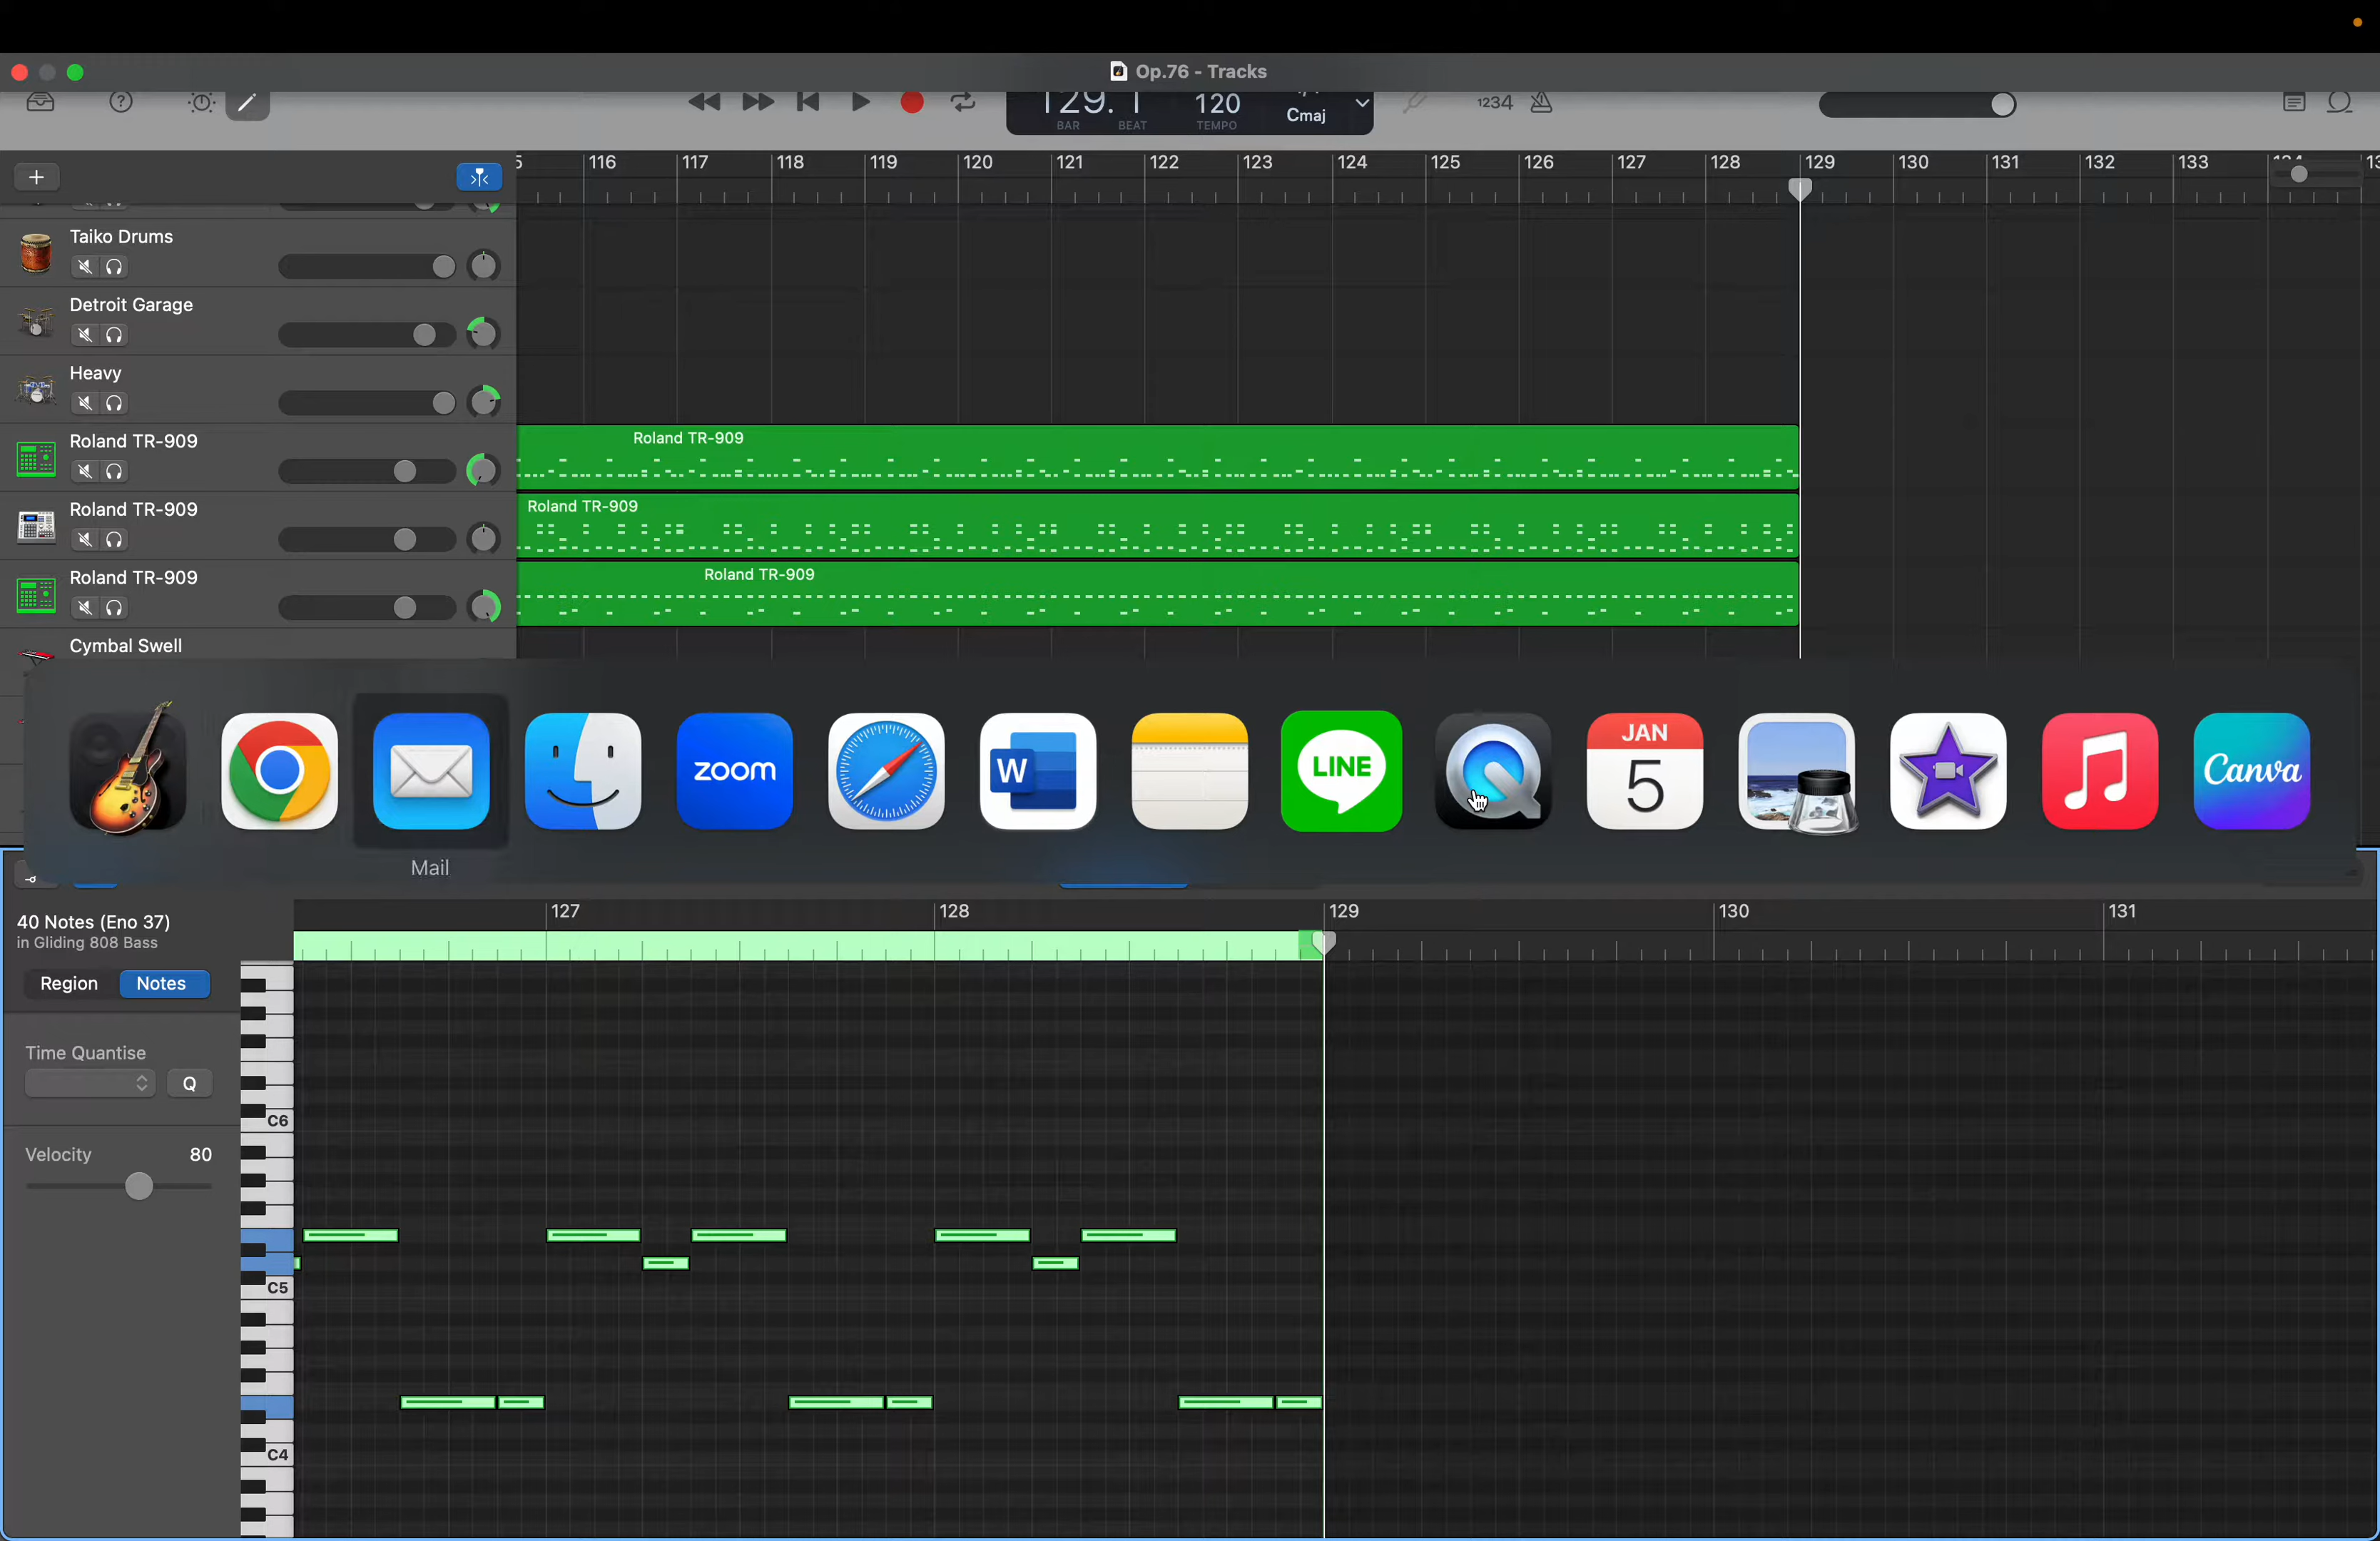 Op.76 - Tracks
129. 1
BAR
BEAT
120
TEMPO
Cmaj
1234
116 117 118 119 120 121 122 123 124 125 126 127 128 129 130 131 132 133
Taiko Drums
Detroit Garage
Heavy
Roland TR-909
Roland TR-909
Roland TR-909
Roland TR-909
Roland TR-909
Roland TR-909
Cymbal Swell
zoom
W
LINE
JAN
5
Canva
Mail
40 Notes (Eno 37)
in Gliding 808 Bass
127 128 129 130 131
Region
Notes
Time Quantise
Q
Velocity 80
C6
C5
C4